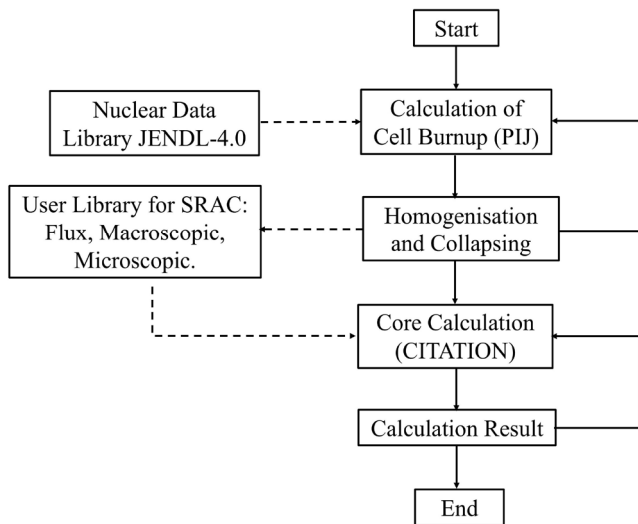 Start
Nuclear Data
Library JENDL-4.0
Calculation of
Cell Burnup (PIJ)
User Library for SRAC:
Flux, Macroscopic,
Microscopic.
Homogenisation
and Collapsing
Core Calculation
(CITATION)
Calculation Result
End